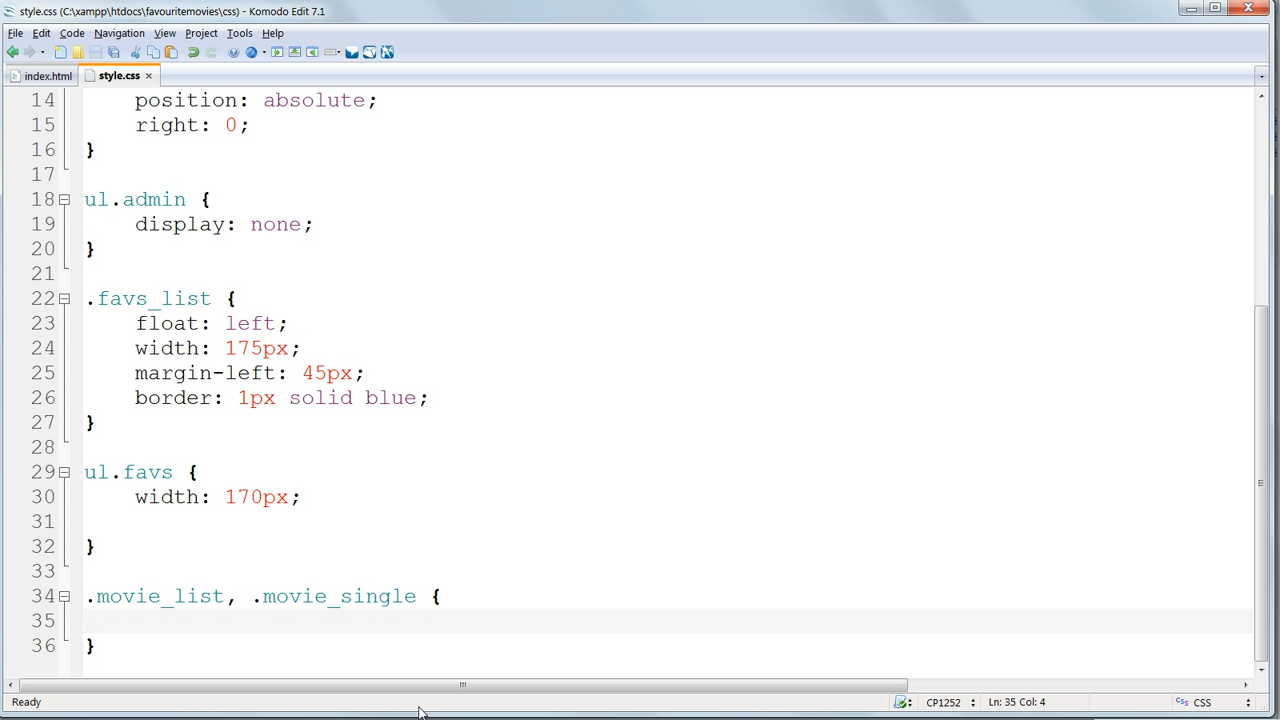 style.css (C:\xampp\htdocs\favouritemovies\css) - Komodo Edit 7.1
File Edit Code Navigation View Project Tools Help
index.html style.css
14 position: absolute;
15 right: 0;
16 }
17
18 ul.admin {
19 display: none;
20 }
21
22 .favs_list {
23 float: left;
24 width: 175px;
25 margin-left: 45px;
26 border: 1px solid blue;
27 }
28
29 ul.favs {
30 width: 170px;
31
32 }
33
34 .movie_list, .movie_single {
35
36 }
Ready CP1252 Ln: 35 Col: 4 CSS